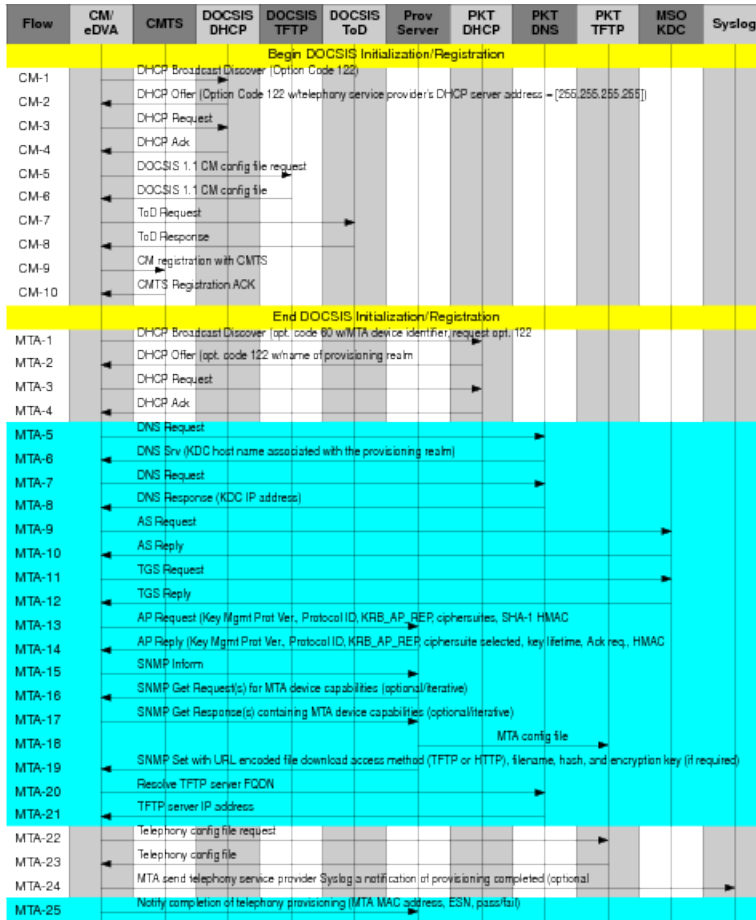 Flow CM/ eDVA CMTS DOCSIS DHCP DOCSIS TFTP DOCSIS ToD Prov Server PKT DHCP PKT DNS PKT TFTP MSO KDC Syslog
Begin DOCSIS Initialization/Registration
CM-1 DHCP Broadcast Discover (Option Code 122)
CM-2 DHCP Offer (Option Code 122 w/telephony service provider's DHCP server address = [255.255.255.255])
CM-3 DHCP Request
CM-4 DHCP Ack
CM-5 DOCSIS 1.1 CM config file request
CM-6 DOCSIS 1.1 CM config file
CM-7 ToD Request
CM-8 ToD Response
CM-9 CM registration with CMTS
CM-10 CMTS Registration ACK
End DOCSIS Initialization/Registration
MTA-1 DHCP Broadcast Discover (opt. code 60 w/MTA device identifier, request opt. 122
MTA-2 DHCP Offer (opt. code 122 w/name of provisioning realm
MTA-3 DHCP Request
MTA-4 DHCP Ack
MTA-5 DNS Request
MTA-6 DNS Srv (KDC host name associated with the provisioning realm)
MTA-7 DNS Request
MTA-8 DNS Response (KDC IP address)
MTA-9 AS Request
MTA-10 AS Reply
MTA-11 TGS Request
MTA-12 TGS Reply
MTA-13 AP Request (Key Mgmt Prot Ver., Protocol ID, KRB_AP_REP, ciphersuites, SHA-1 HMAC
MTA-14 AP Reply (Key Mgmt Prot Ver., Protocol ID, KRB_AP_REP, ciphersuite selected, key lifetime, Ack req., HMAC
MTA-15 SNMP Inform
MTA-16 SNMP Get Request(s) for MTA device capabilities (optional/iterative)
MTA-17 SNMP Get Response(s) containing MTA device capabilities (optional/iterative)
MTA-18 MTA config file
MTA-19 SNMP Set with URL encoded file download access method (TFTP or HTTP), filename, hash, and encryption key (if required)
MTA-20 Resolve TFTP server FQDN
MTA-21 TFTP server IP address
MTA-22 Telephony config file request
MTA-23 Telephony config file
MTA-24 MTA send telephony service provider Syslog a notification of provisioning completed (optional
MTA-25 Notify completion of telephony provisioning (MTA MAC address, ESN, pass/fail)